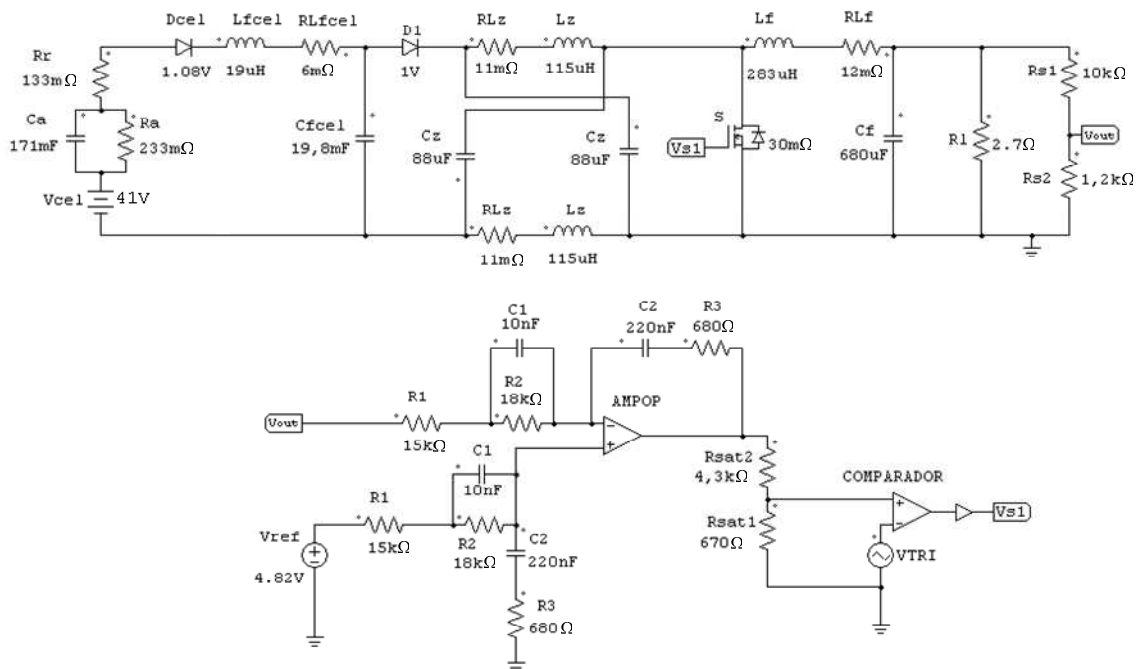 Dcel Lfcel RLfcel D1 RLz Lz Lf RLf
Rr
133mΩ
1.08V 19uH 6mΩ 1V 11mΩ 115uH 283uH 12mΩ
Rs1
10kΩ
Ca
171mF
Ra
233mΩ
Cfcel
19,8mF
Cz
88uF
Cz
88uF
S
Vs1
30mΩ
Cf
680uF
Rl
2.7Ω
Vout
Rs2
1,2kΩ
Vcel
41V
RLz Lz
11mΩ 115uH
C1
10nF
C2
220nF
R3
680Ω
R1
R2
18kΩ
AMPOP
Vout
15kΩ
C1
10nF
Rsat2
4,3kΩ
COMPARADOR
R1
Vref
15kΩ
R2
18kΩ
C2
220nF
Rsat1
670Ω
Vs1
VTRI
4.82V
R3
680Ω